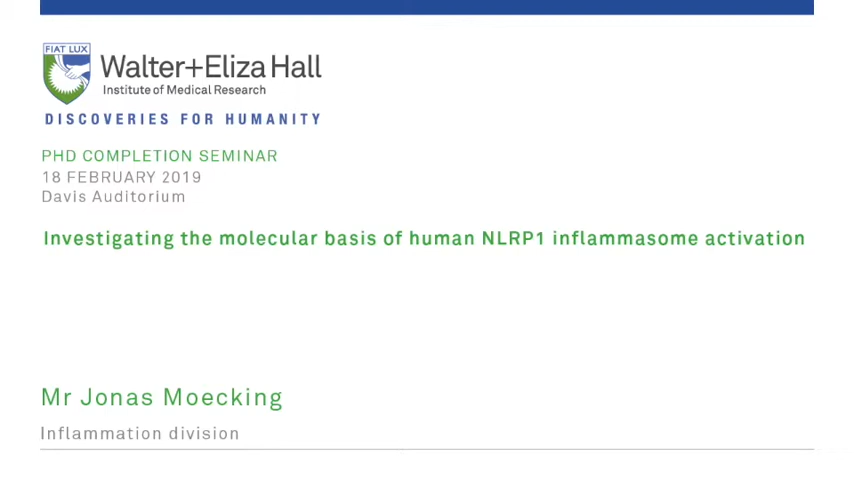 FIAT LUX
Walter+Eliza Hall
Institute of Medical Research
DISCOVERIES FOR HUMANITY
PHD COMPLETION SEMINAR
18 FEBRUARY 2019
Davis Auditorium
Investigating the molecular basis of human NLRP1 inflammasome activation
Mr Jonas Moecking
Inflammation division